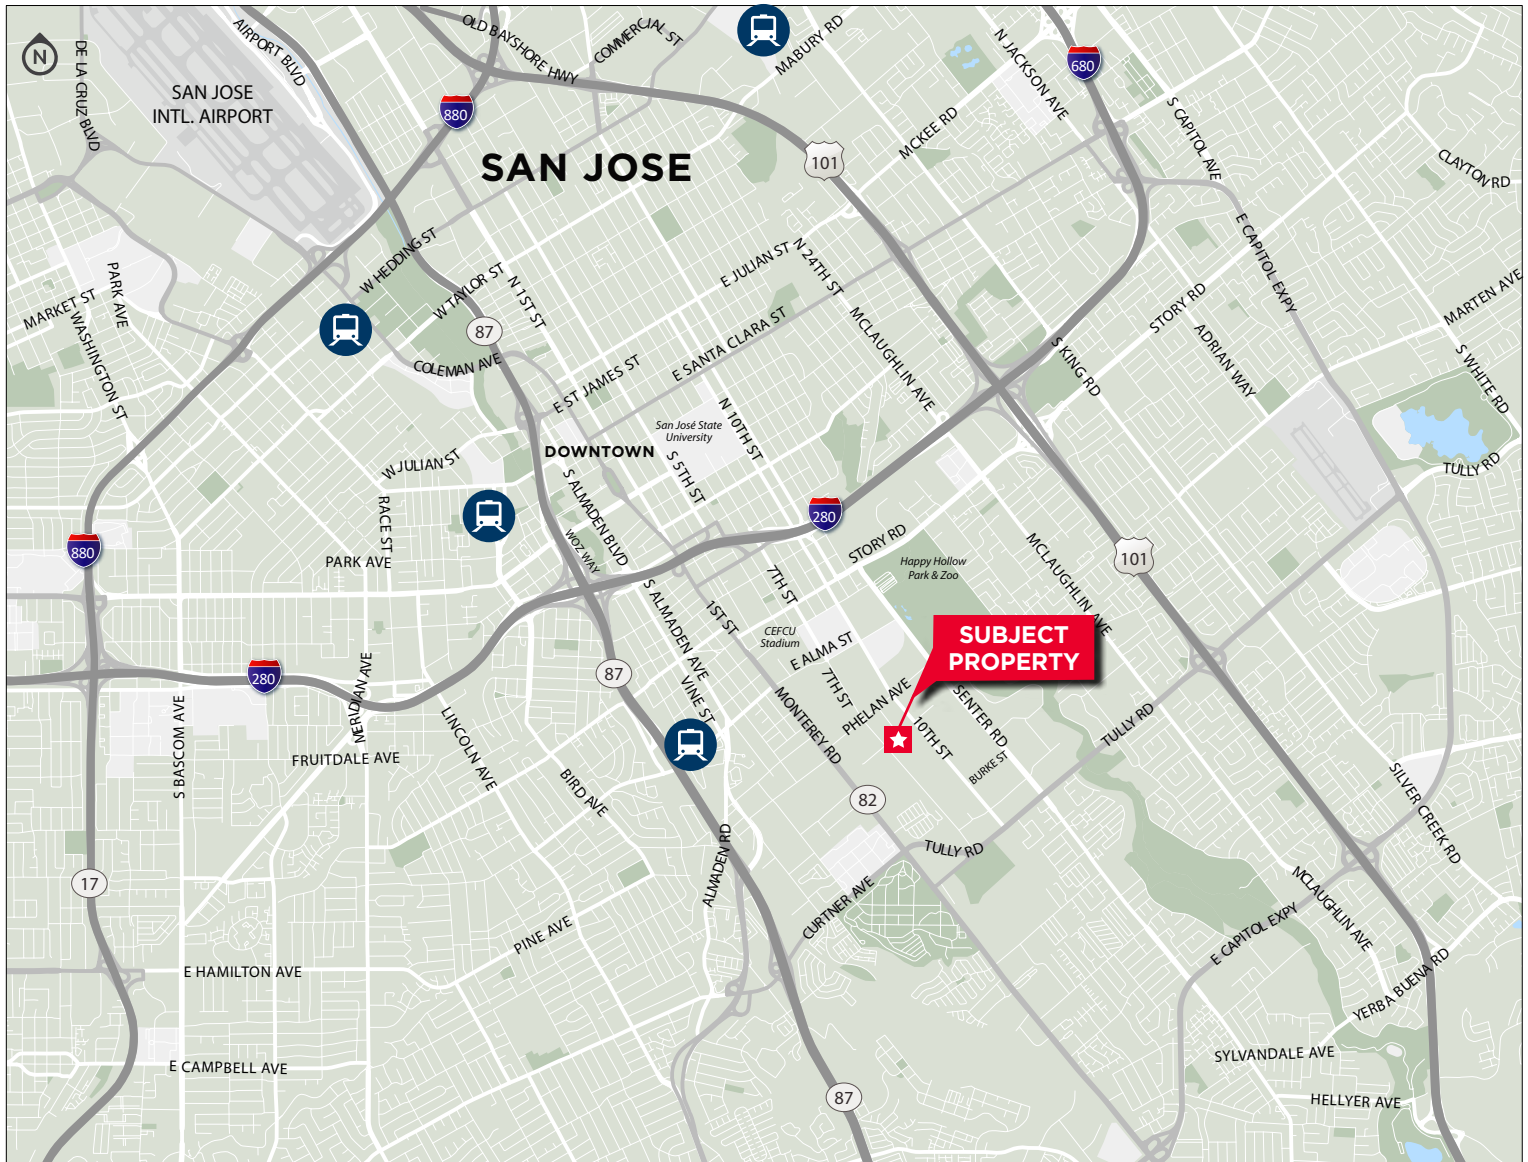 N
DE LA CRUZ BLVD
AIRPORT BLVD
SAN JOSE
INTL. AIRPORT
OLD BAYSHORE HWY
COMMERCIAL ST
MABURY RD
N JACKSON AVE
680
S CAPITOL AVE
880
SAN JOSE
101
MCKEE RD
CLAYTON RD
W HEDDING ST
W TAYLOR ST
N 1 ST ST
E JULIAN ST
N 24TH ST
E CAPITOL EXPY
PARK AVE
MARKET ST
WASHINGTON ST
87
COLEMAN AVE
E ST JAMES ST
E SANTA CLARA ST
MCLAUGHLIN AVE
S KING RD
STORY RD
ADRIAN WAY
MARTEN AVE
S WHITE RD
N 10TH ST
San José State
University
DOWNTOWN
W JULIAN ST
S 5TH ST
S ALMADEN BLVD
TULLY RD
RACE ST
280
880
PARK AVE
WOZ WAY
STORY RD
Happy Hollow
Park & Zoo
MCLAUGHLIN AVE
101
7TH ST
1ST ST
S ALMADEN AVE
CEFCU
Stadium
E ALMA ST
SUBJECT
PROPERTY
280
87
MERIDIAN AVE
VINE ST
7TH ST
PHELAN AVE
SENTER RD
S BASCOM AVE
LINCOLN AVE
MONTEREY RD
10TH ST
TULLY RD
FRUITDALE AVE
BIRD AVE
BURKE ST
SILVER CREEK RD
82
ALMADEN RD
TULLY RD
17
CURTNER AVE
MCLAUGHLIN AVE
PINE AVE
E CAPITOL EXPY
E HAMILTON AVE
YERBA BUENA RD
E CAMPBELL AVE
SYLVANDALE AVE
87
HELLYER AVE